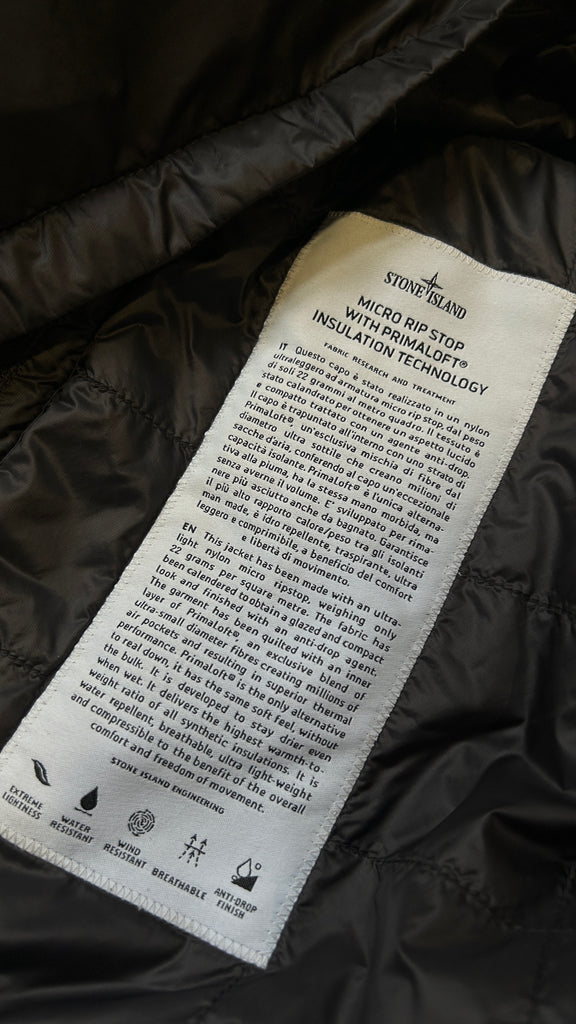 STONE ISLAND
MICRO RIP STOP
WITH PRIMALOFT®
INSULATION TECHNOLOGY
FABRIC RESEARCH AND TREATMENT
IT Questo capo è stato realizzato in un nylon
ultraleggero ad armatura micro rip stop, dal peso
di soli 22 grammi al metro quadro. Il tessuto è
stato calandrato per ottenere un aspetto lucido
e compatto trattato con un agente anti-drop.
Il capo è trapuntato all'interno con uno strato di
PrimaLoft®, un'esclusiva mischia di fibre dal
diametro ultra sottile che creano milioni di
sacche d'aria, conferendo al capo un'eccezionale
capacità isolante. PrimaLoft® è l'unica alterna-
tiva alla piuma, ha la stessa mano morbida, ma
senza averne il volume. E' sviluppato per rima-
nere più asciutto anche da bagnato. Garantisce
il più alto rapporto calore/peso tra gli isolanti
man made, è idro repellente, traspirante, ultra
leggero e comprimibile, a beneficio del comfort
e libertà di movimento.
EN This jacket has been made with an ultra-
light nylon micro ripstop, weighing only
22 grams per square metre. The fabric has
been calendered to obtain a glazed and compact
look and finished with an anti-drop agent.
The garment has been quilted with an inner
layer of PrimaLoft®, an exclusive blend of
ultra-small diameter fibres creating millions of
air pockets and resulting in superior thermal
performance. PrimaLoft® is the only alternative
to real down, it has the same soft feel, without
the bulk. It is developed to stay drier even
when wet. It delivers the highest warmth-to-
weight ratio of all synthetic insulations. It is
water repellent, breathable, ultra light-weight
and compressible to the benefit of the overall
comfort and freedom of movement.
STONE ISLAND ENGINEERING
EXTREME
LIGHTNESS
WATER
RESISTANT
WIND
RESISTANT
BREATHABLE
ANTI-DROP
FINISH